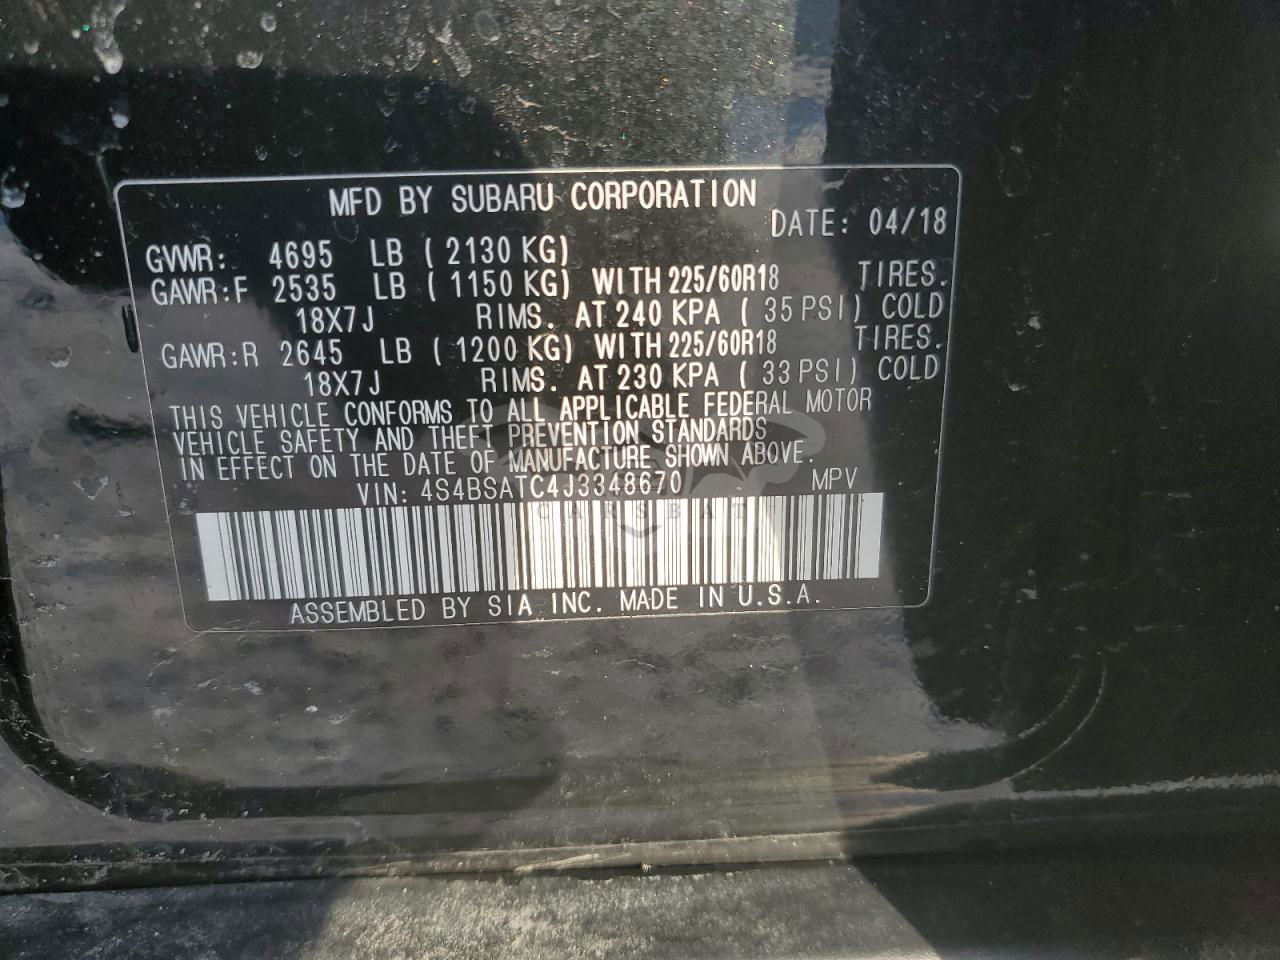 MFD BY SUBARU CORPORATION
DATE: 04/18
GVWR: 4695 LB ( 2130 KG)
GAWR:F 2535 LB ( 1150 KG) WITH 225/60R18 TIRES.
18X7J RIMS. AT 240 KPA ( 35 PSI) COLD
GAWR:R 2645 LB ( 1200 KG) WITH 225/60R18 TIRES.
18X7J RIMS. AT 230 KPA ( 33 PSI) COLD
THIS VEHICLE CONFORMS TO ALL APPLICABLE FEDERAL MOTOR
VEHICLE SAFETY AND THEFT PREVENTION STANDARDS
IN EFFECT ON THE DATE OF MANUFACTURE SHOWN ABOVE.
VIN: 4S4BSATC4J3348670 MPV
CARSBAT
ASSEMBLED BY SIA INC. MADE IN U.S.A.